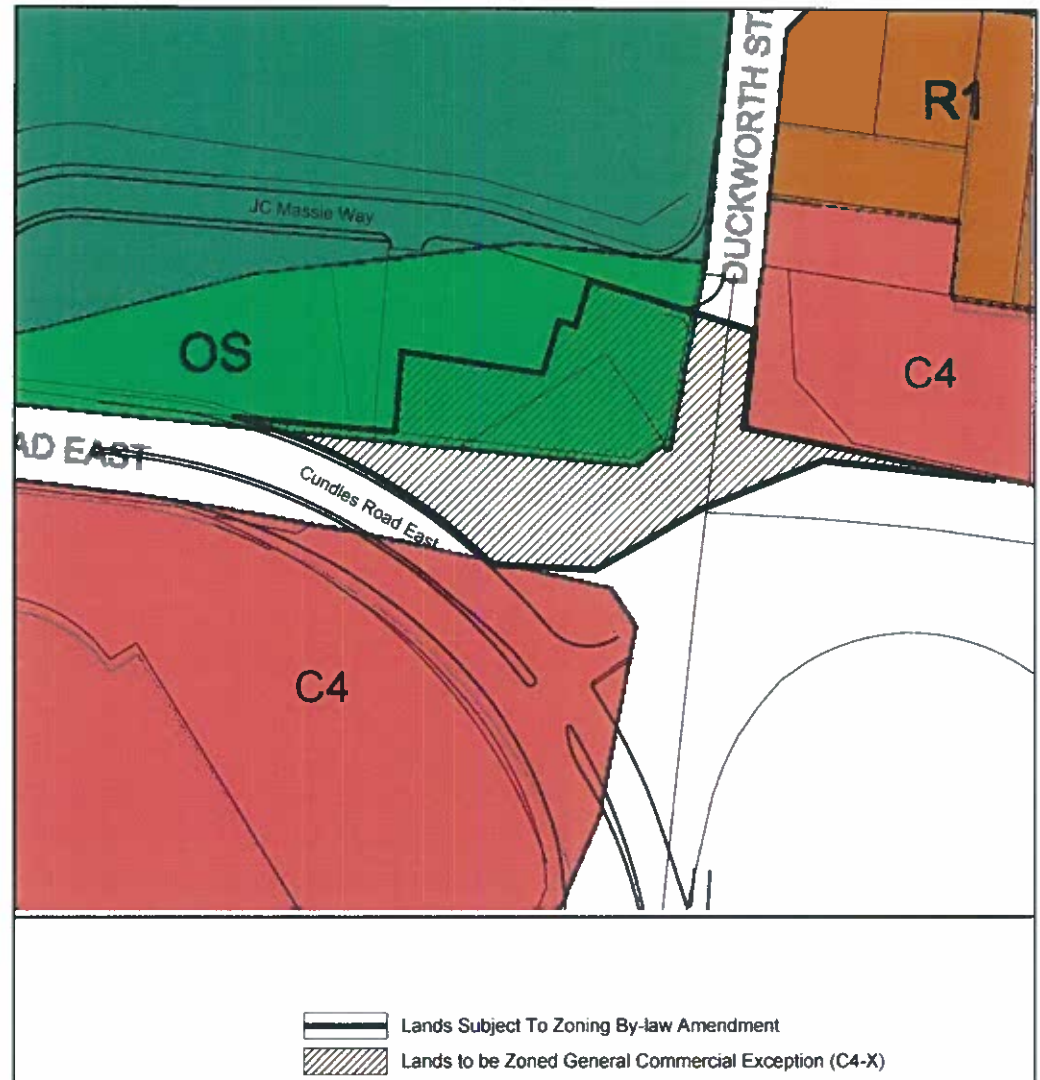 DUCKWORTH ST
R1
JC Massie Way
OS
C4
AD EAST
Cundles Road East
C4
Lands Subject To Zoning By-law Amendment
Lands to be Zoned General Commercial Exception (C4-X)